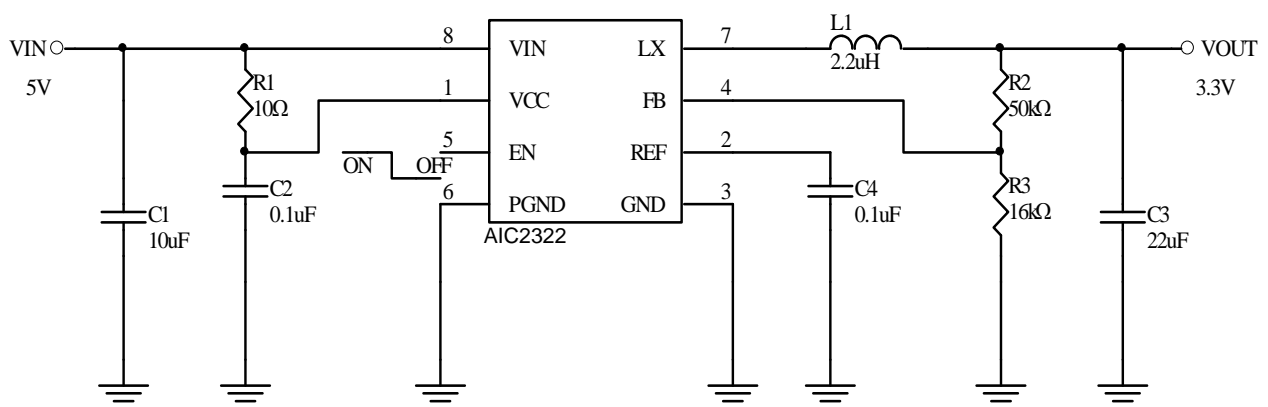 VIN
5V
C1
10uF
R1
10Ω
C2
0.1uF
ON
OFF
8
1
5
6
VIN
VCC
EN
PGND
LX
FB
REF
GND
AIC2322
7
4
2
3
L1
2.2uH
C4
0.1uF
R2
50kΩ
R3
16kΩ
C3
22uF
VOUT
3.3V